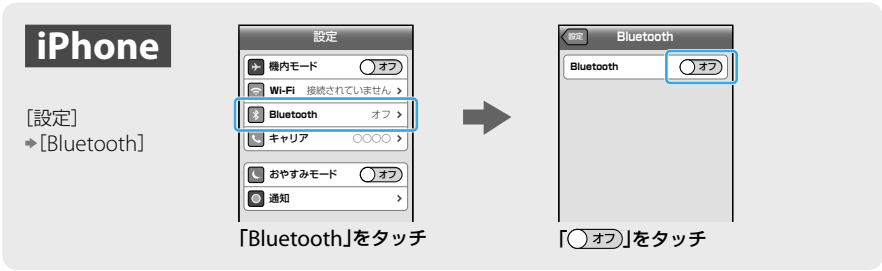 iPhone
[設定]
➔[Bluetooth]
設定
機内モード オフ
Wi-Fi 接続されていません >
Bluetooth オフ >
キャリア ○○○○ >
おやすみモード オフ
通知 >
「Bluetooth」をタッチ
設定 Bluetooth
Bluetooth オフ
「オフ」をタッチ